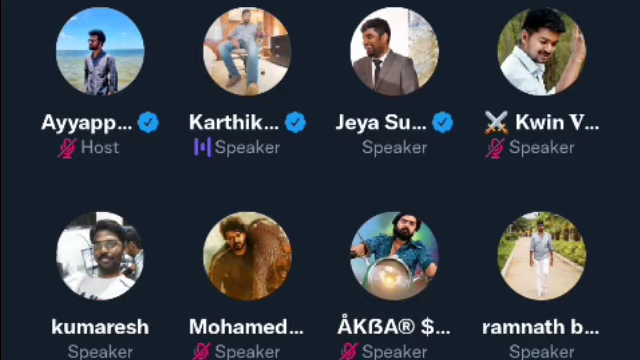 Ayyapp... Karthik... Jeya Su... ⚔️ Kwin V...
Host Speaker Speaker Speaker
kumaresh Mohamed... ÅKẞA® $... ramnath b...
Speaker Speaker Speaker Speaker